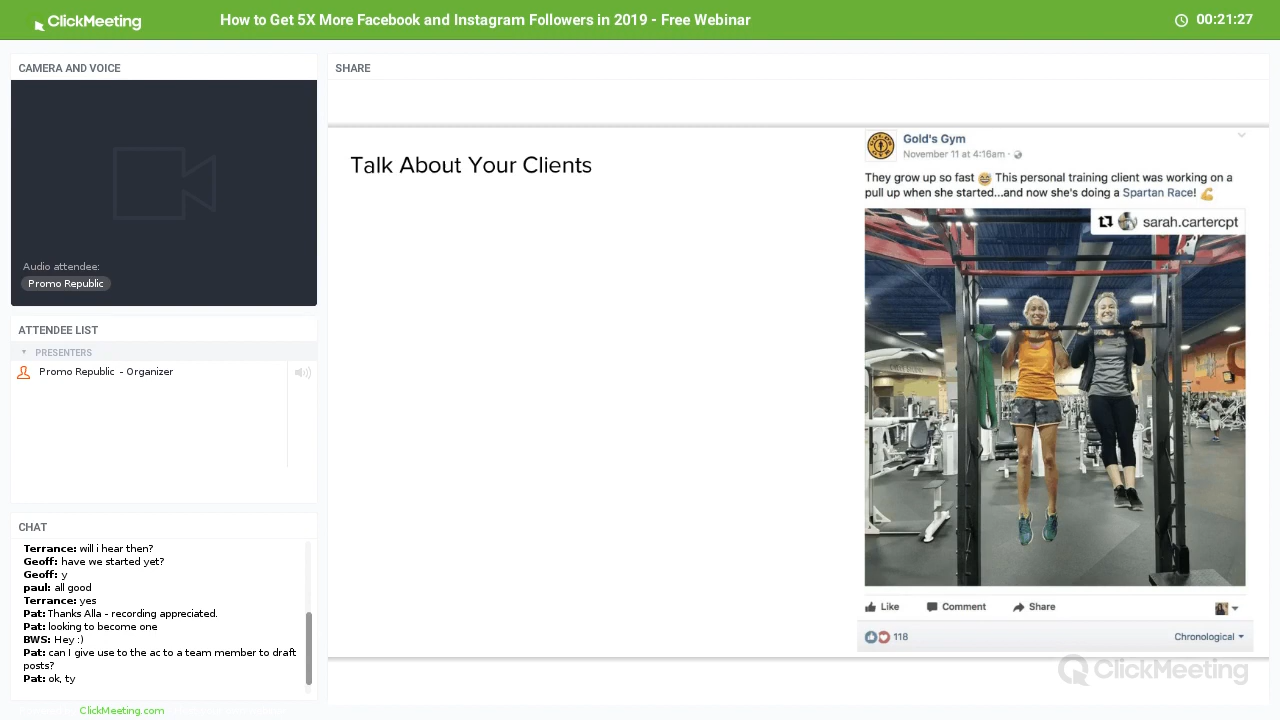 ClickMeeting
How to Get 5X More Facebook and Instagram Followers in 2019 - Free Webinar
00:21:27
CAMERA AND VOICE
Audio attendee:
Promo Republic
ATTENDEE LIST
PRESENTERS
Promo Republic - Organizer
CHAT
Terrance: will i hear then?
Geoff: have we started yet?
Geoff: y
paul: all good
Terrance: yes
Pat: Thanks Alla - recording appreciated.
Pat: looking to become one
BWS: Hey :)
Pat: can I give use to the ac to a team member to draft
posts?
Pat: ok, ty
ClickMeeting.com
SHARE
Talk About Your Clients
Gold's Gym
November 11 at 4:16am ·
They grow up so fast 😄 This personal training client was working on a
pull up when she started...and now she's doing a Spartan Race! 💪
sarah.cartercpt
Like Comment Share
118
Chronological
ClickMeeting